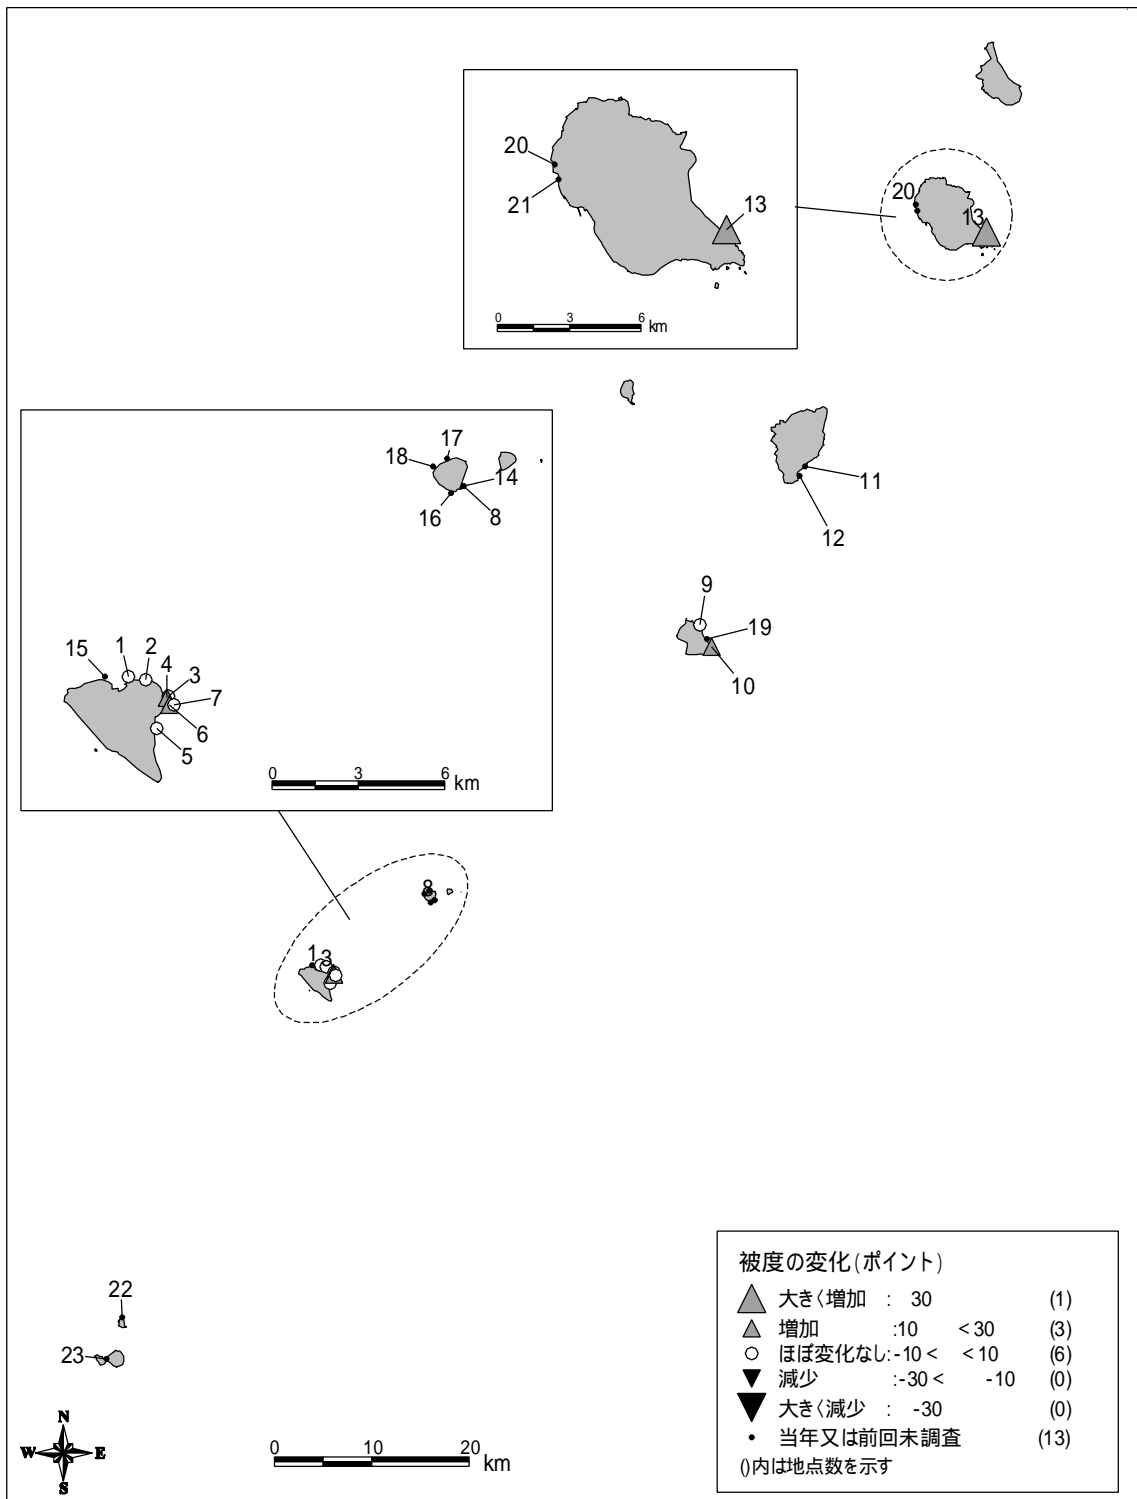 20
21
13
0 3 6
km
20
13
17
18
14
16
8
11
12
9
19
10
15
1
2
4
3
7
6
5
0 3 6
km
8
1 3
22
23
N
W E
S
0 10 20
km
被度の変化(ポイント)
大きく増加 : 30 (1)
増加 :10 <30 (3)
ほぼ変化なし:-10< <10 (6)
減少 :-30< -10 (0)
大きく減少 : -30 (0)
当年又は前回未調査 (13)
()内は地点数を示す